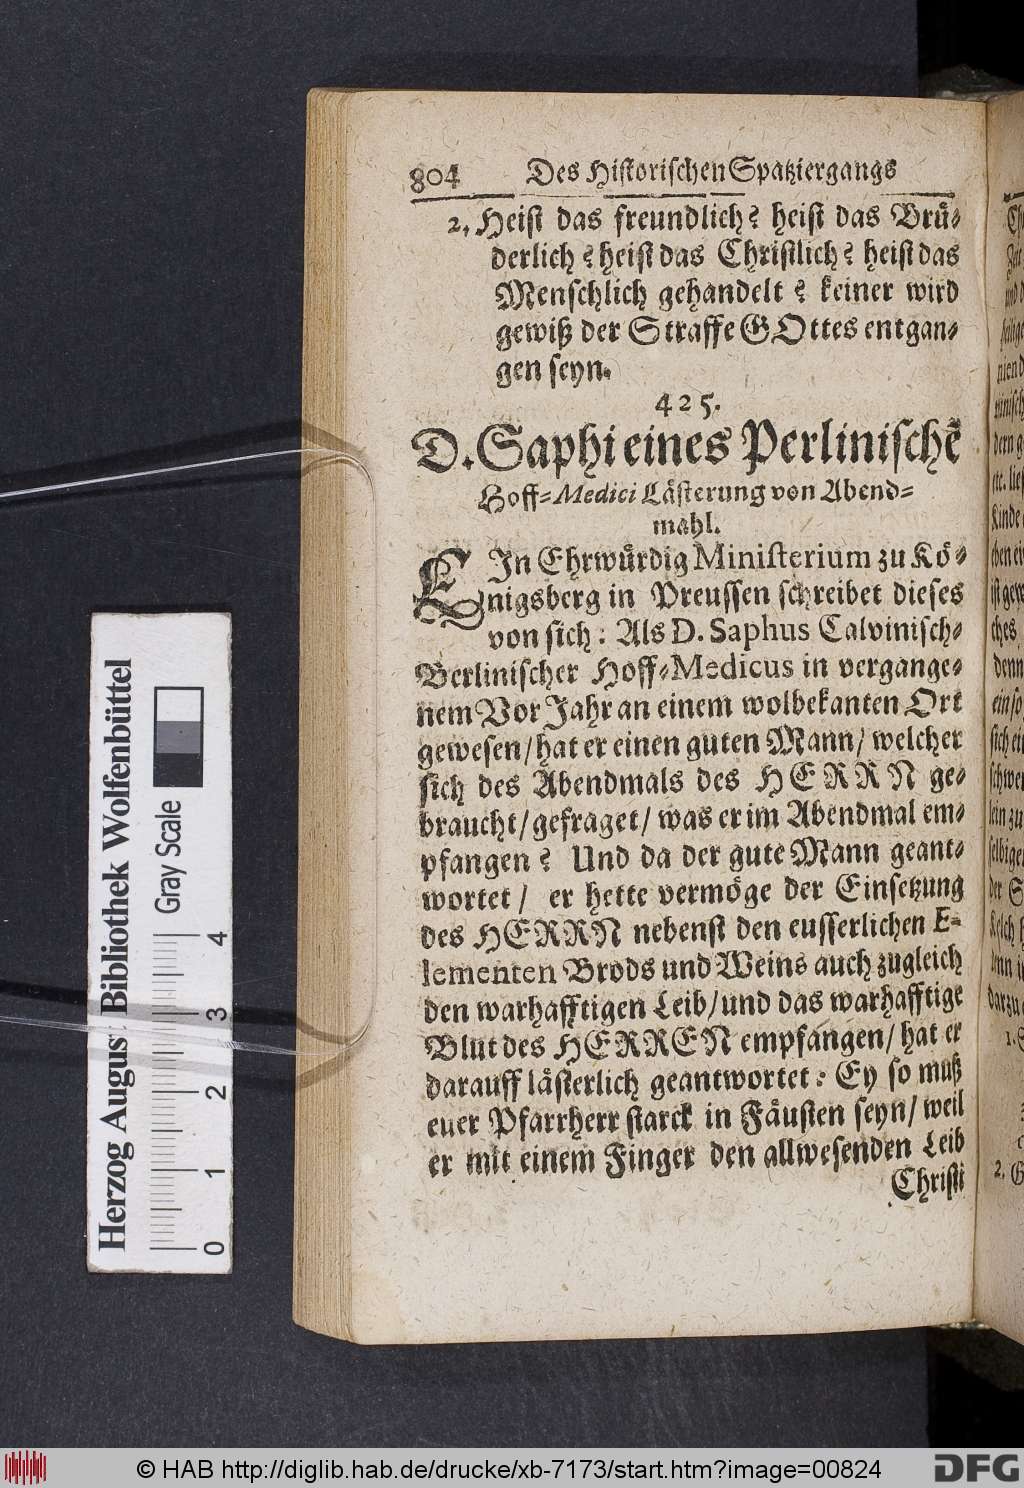 804 Des Historischen Spatziergangs
2. Heist das freundlich? heist das Brü-
derlich? heist das Christlich? heist das
Menschlich gehandelt? keiner wird
gewiß der Straffe GOttes entgan-
gen seyn.
425.
D. Saphi eines Perlinischẽ
Hoff-Medici Lästerung von Abend-
mahl.
EIn Ehrwürdig Ministerium zu Kö-
nigsberg in Preussen schreibet dieses
von sich: Als D. Saphus Calvinisch-
Berlinischer Hoff-Medicus in vergange-
nem Vor Jahr an einem wolbekanten Ort
gewesen/ hat er einen guten Mann/ welcher
sich des Abendmals des HERRN ge-
braucht/ gefraget/ was er im Abendmal em-
pfangen? Und da der gute Mann geant-
wortet/ er hette vermöge der Einsetzung
des HERRN nebenst den eusserlichen E-
lementen Brods und Weins auch zugleich
den warhafftigen Leib/ und das warhafftige
Blut des HERREN empfangen/ hat er
darauff lästerlich geantwortet: Ey so muß
euer Pfarrherr starck in Fäusten seyn/ weil
er mit einem Finger den allwesenden Leib
Christi
Herzog August Bibliothek Wolfenbüttel
Gray Scale
0 1 2 3 4
© HAB http://diglib.hab.de/drucke/xb-7173/start.htm?image=00824
DFG